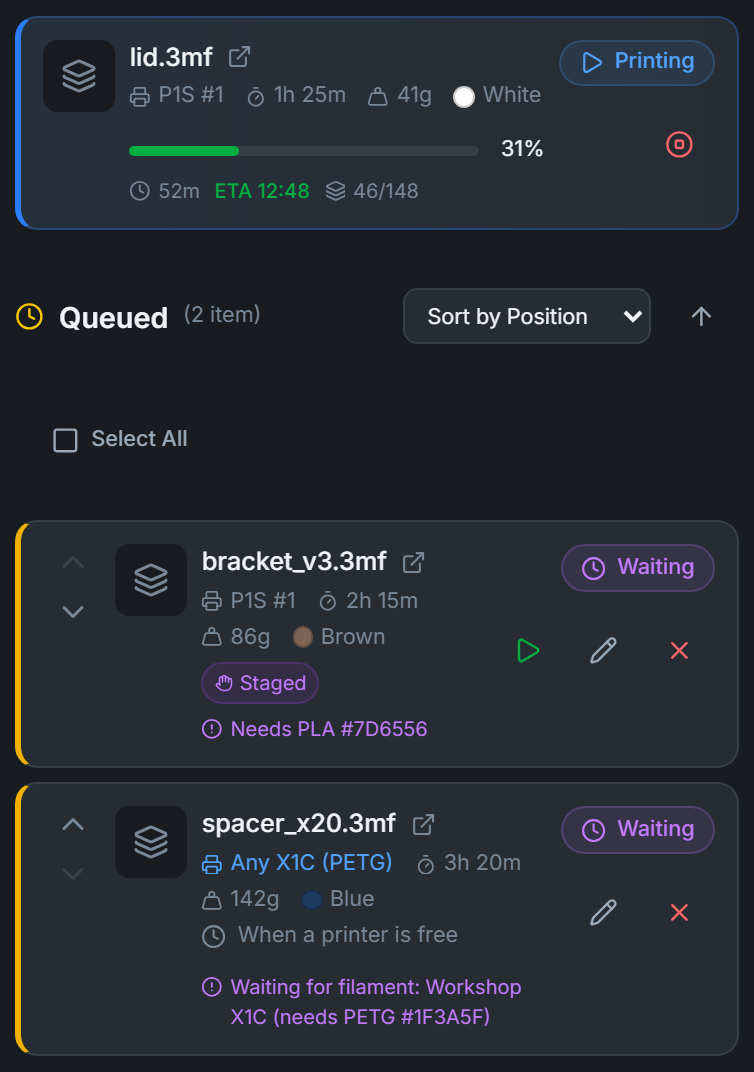 lid.3mf
Printing
P1S #1 1h 25m 41g White
31%
52m ETA 12:48 46/148
Queued (2 item)
Sort by Position
Select All
bracket_v3.3mf
Waiting
P1S #1 2h 15m
86g Brown
Staged
Needs PLA #7D6556
spacer_x20.3mf
Waiting
Any X1C (PETG) 3h 20m
142g Blue
When a printer is free
Waiting for filament: Workshop
X1C (needs PETG #1F3A5F)